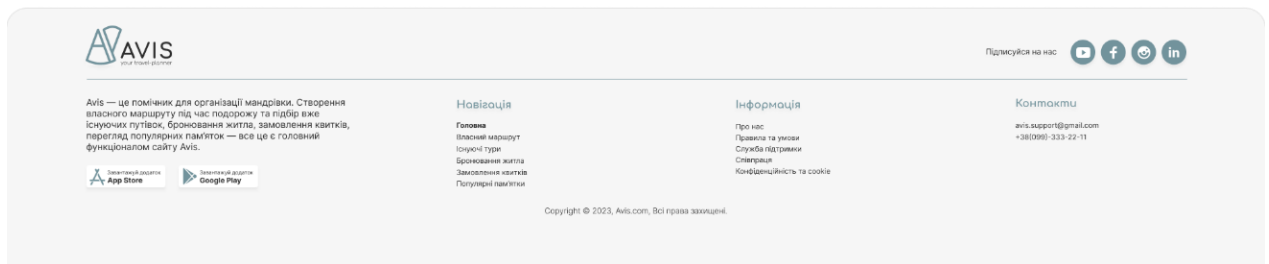 AVIS
your travel-planner
Підписуйся на нас
Avis — це помічник для організації мандрівки. Створення
власного маршруту під час подорожу та підбір вже
існуючих путівок, бронювання житла, замовлення квитків,
перегляд популярних пам'яток — все це є головний
функціоналом сайту Avis.
Завантажуй додаток
App Store
Завантажуй додаток
Google Play
Навігація
Головна
Власний маршрут
Існуючі тури
Бронювання житла
Замовлення квитків
Популярні пам'ятки
Інформація
Про нас
Правила та умови
Служба підтримки
Співпраця
Конфіденційність та cookie
Контакти
avis.support@gmail.com
+38(099)-333-22-11
Copyright © 2023, Avis.com, Всі права захищені.